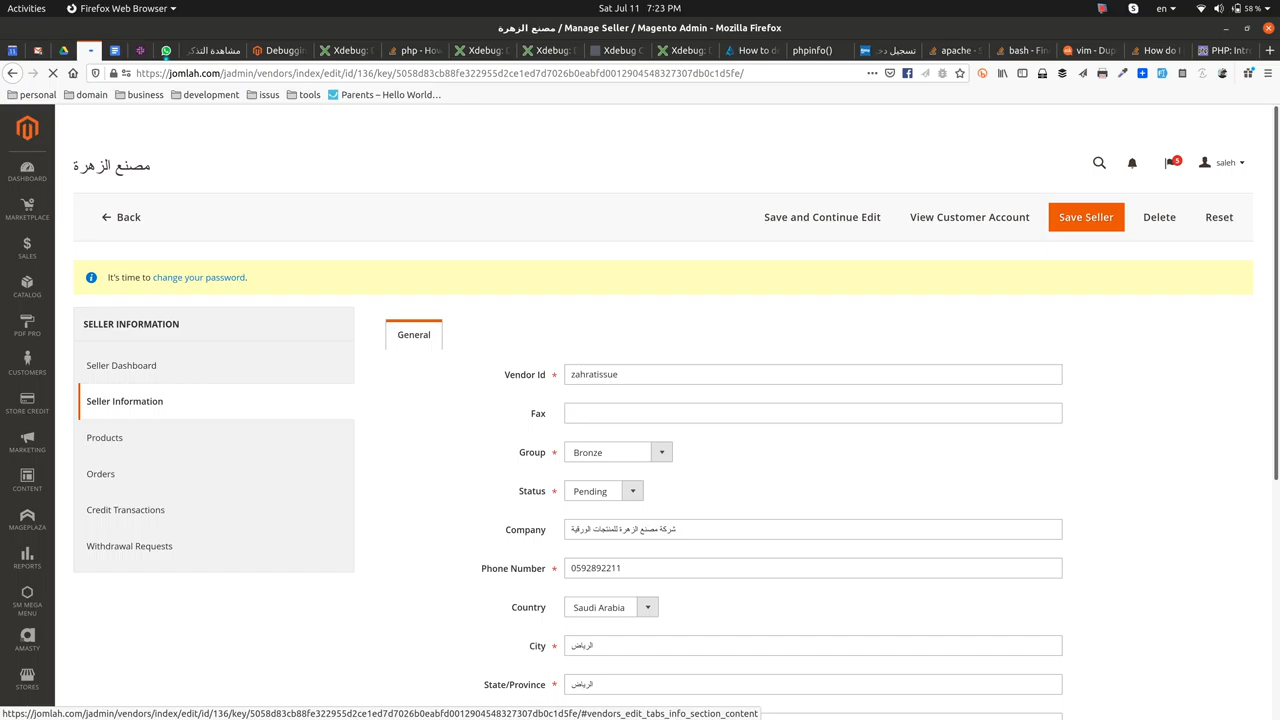 Activities
Firefox Web Browser
Sat Jul 11 7:23 PM
en
58 %
مصنع الزهرة / Manage Seller / Magento Admin - Mozilla Firefox
مشاهدة التذكر
Debuggin
Xdebug:
php - How
Xdebug: D
Xdebug: D
Xdebug C
Xdebug: D
How to d
phpinfo()
تسجيل دخـ
apache - S
bash - Fin
vim - Dup
How do I
PHP: Intro
https://jomlah.com/jadmin/vendors/index/edit/id/136/key/5058d83cb88fe322955d2ce1ed7d7026b0eabfd0012904548327307db0c1d5fe/
personal
domain
business
development
issus
tools
Parents – Hello World…
مصنع الزهرة
5
saleh
DASHBOARD
MARKETPLACE
SALES
CATALOG
PDF PRO
CUSTOMERS
STORE CREDIT
MARKETING
CONTENT
MAGEPLAZA
REPORTS
SM MEGA MENU
AMASTY
STORES
Back
Save and Continue Edit
View Customer Account
Save Seller
Delete
Reset
It's time to change your password.
SELLER INFORMATION
Seller Dashboard
Seller Information
Products
Orders
Credit Transactions
Withdrawal Requests
General
Vendor Id * zahratissue
Fax
Group * Bronze
Status * Pending
Company شركة مصنع الزهرة للمنتجات الورقية
Phone Number * 0592892211
Country Saudi Arabia
City * الرياض
State/Province * الرياض
https://jomlah.com/jadmin/vendors/index/edit/id/136/key/5058d83cb88fe322955d2ce1ed7d7026b0eabfd0012904548327307db0c1d5fe/#vendors_edit_tabs_info_section_content